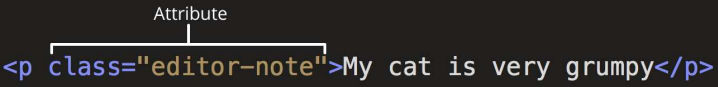 Attribute
<p class="editor-note">My cat is very grumpy</p>